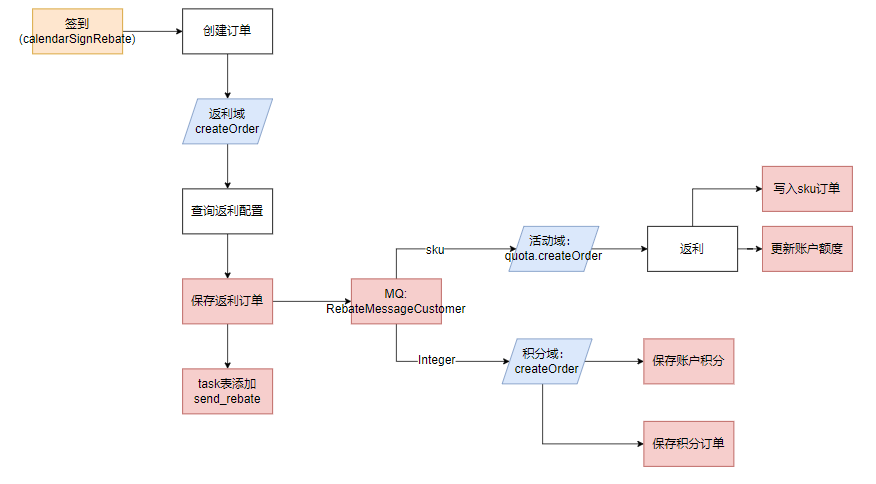 签到
(calendarSignRebate)
创建订单
返利域
createOrder
查询返利配置
保存返利订单
task表添加
send_rebate
MQ:
RebateMessageCustomer
sku
活动域：
quota.createOrder
返利
写入sku订单
更新账户额度
Integer
积分域：
createOrder
保存账户积分
保存积分订单